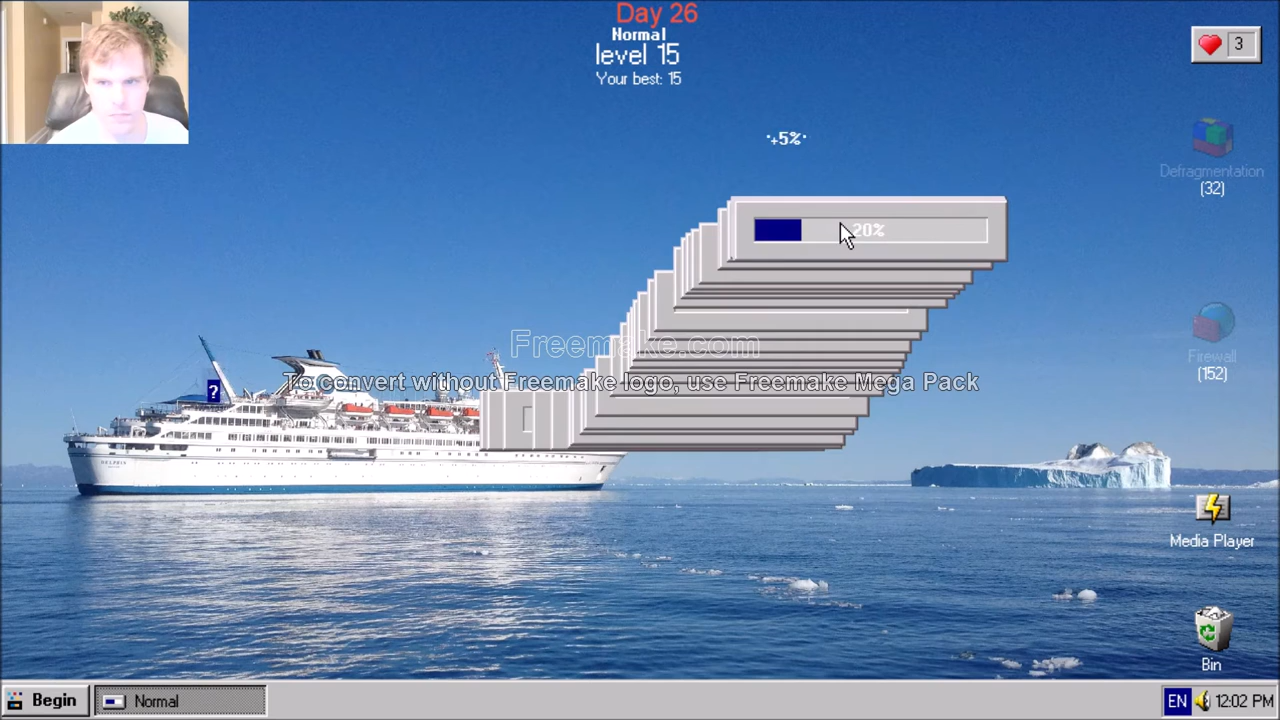 Day 26
Normal
level 15
Your best: 15
3
+5%
Defragmentation
(32)
20%
Freemake.com
Firewall
(152)
To convert without Freemake logo, use Freemake Mega Pack
?
Media Player
Bin
Begin
Normal
EN
12:02 PM